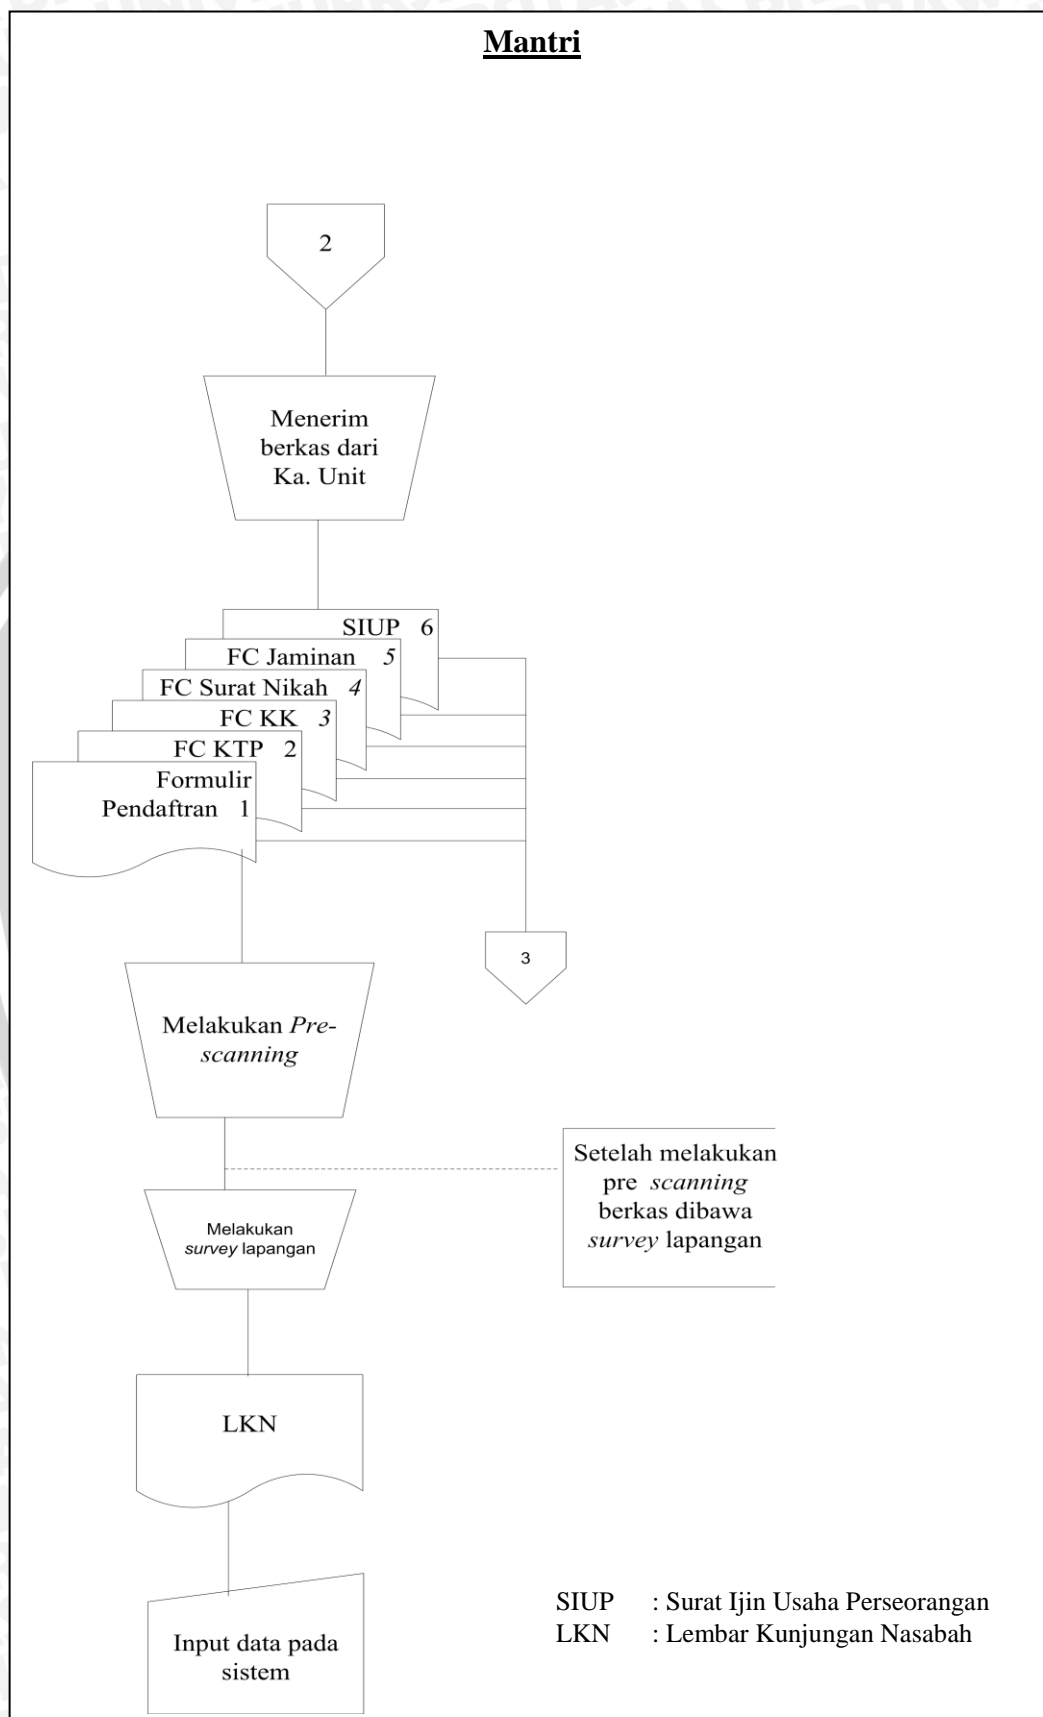 Mantri
2
Menerim
berkas dari
Ka. Unit
SIUP 6
FC Jaminan 5
FC Surat Nikah 4
FC KK 3
FC KTP 2
Formulir
Pendaftran 1
3
Melakukan Pre-
scanning
Setelah melakukan
pre scanning
berkas dibawa
survey lapangan
Melakukan
survey lapangan
LKN
Input data pada
sistem
SIUP : Surat Ijin Usaha Perseorangan
LKN : Lembar Kunjungan Nasabah